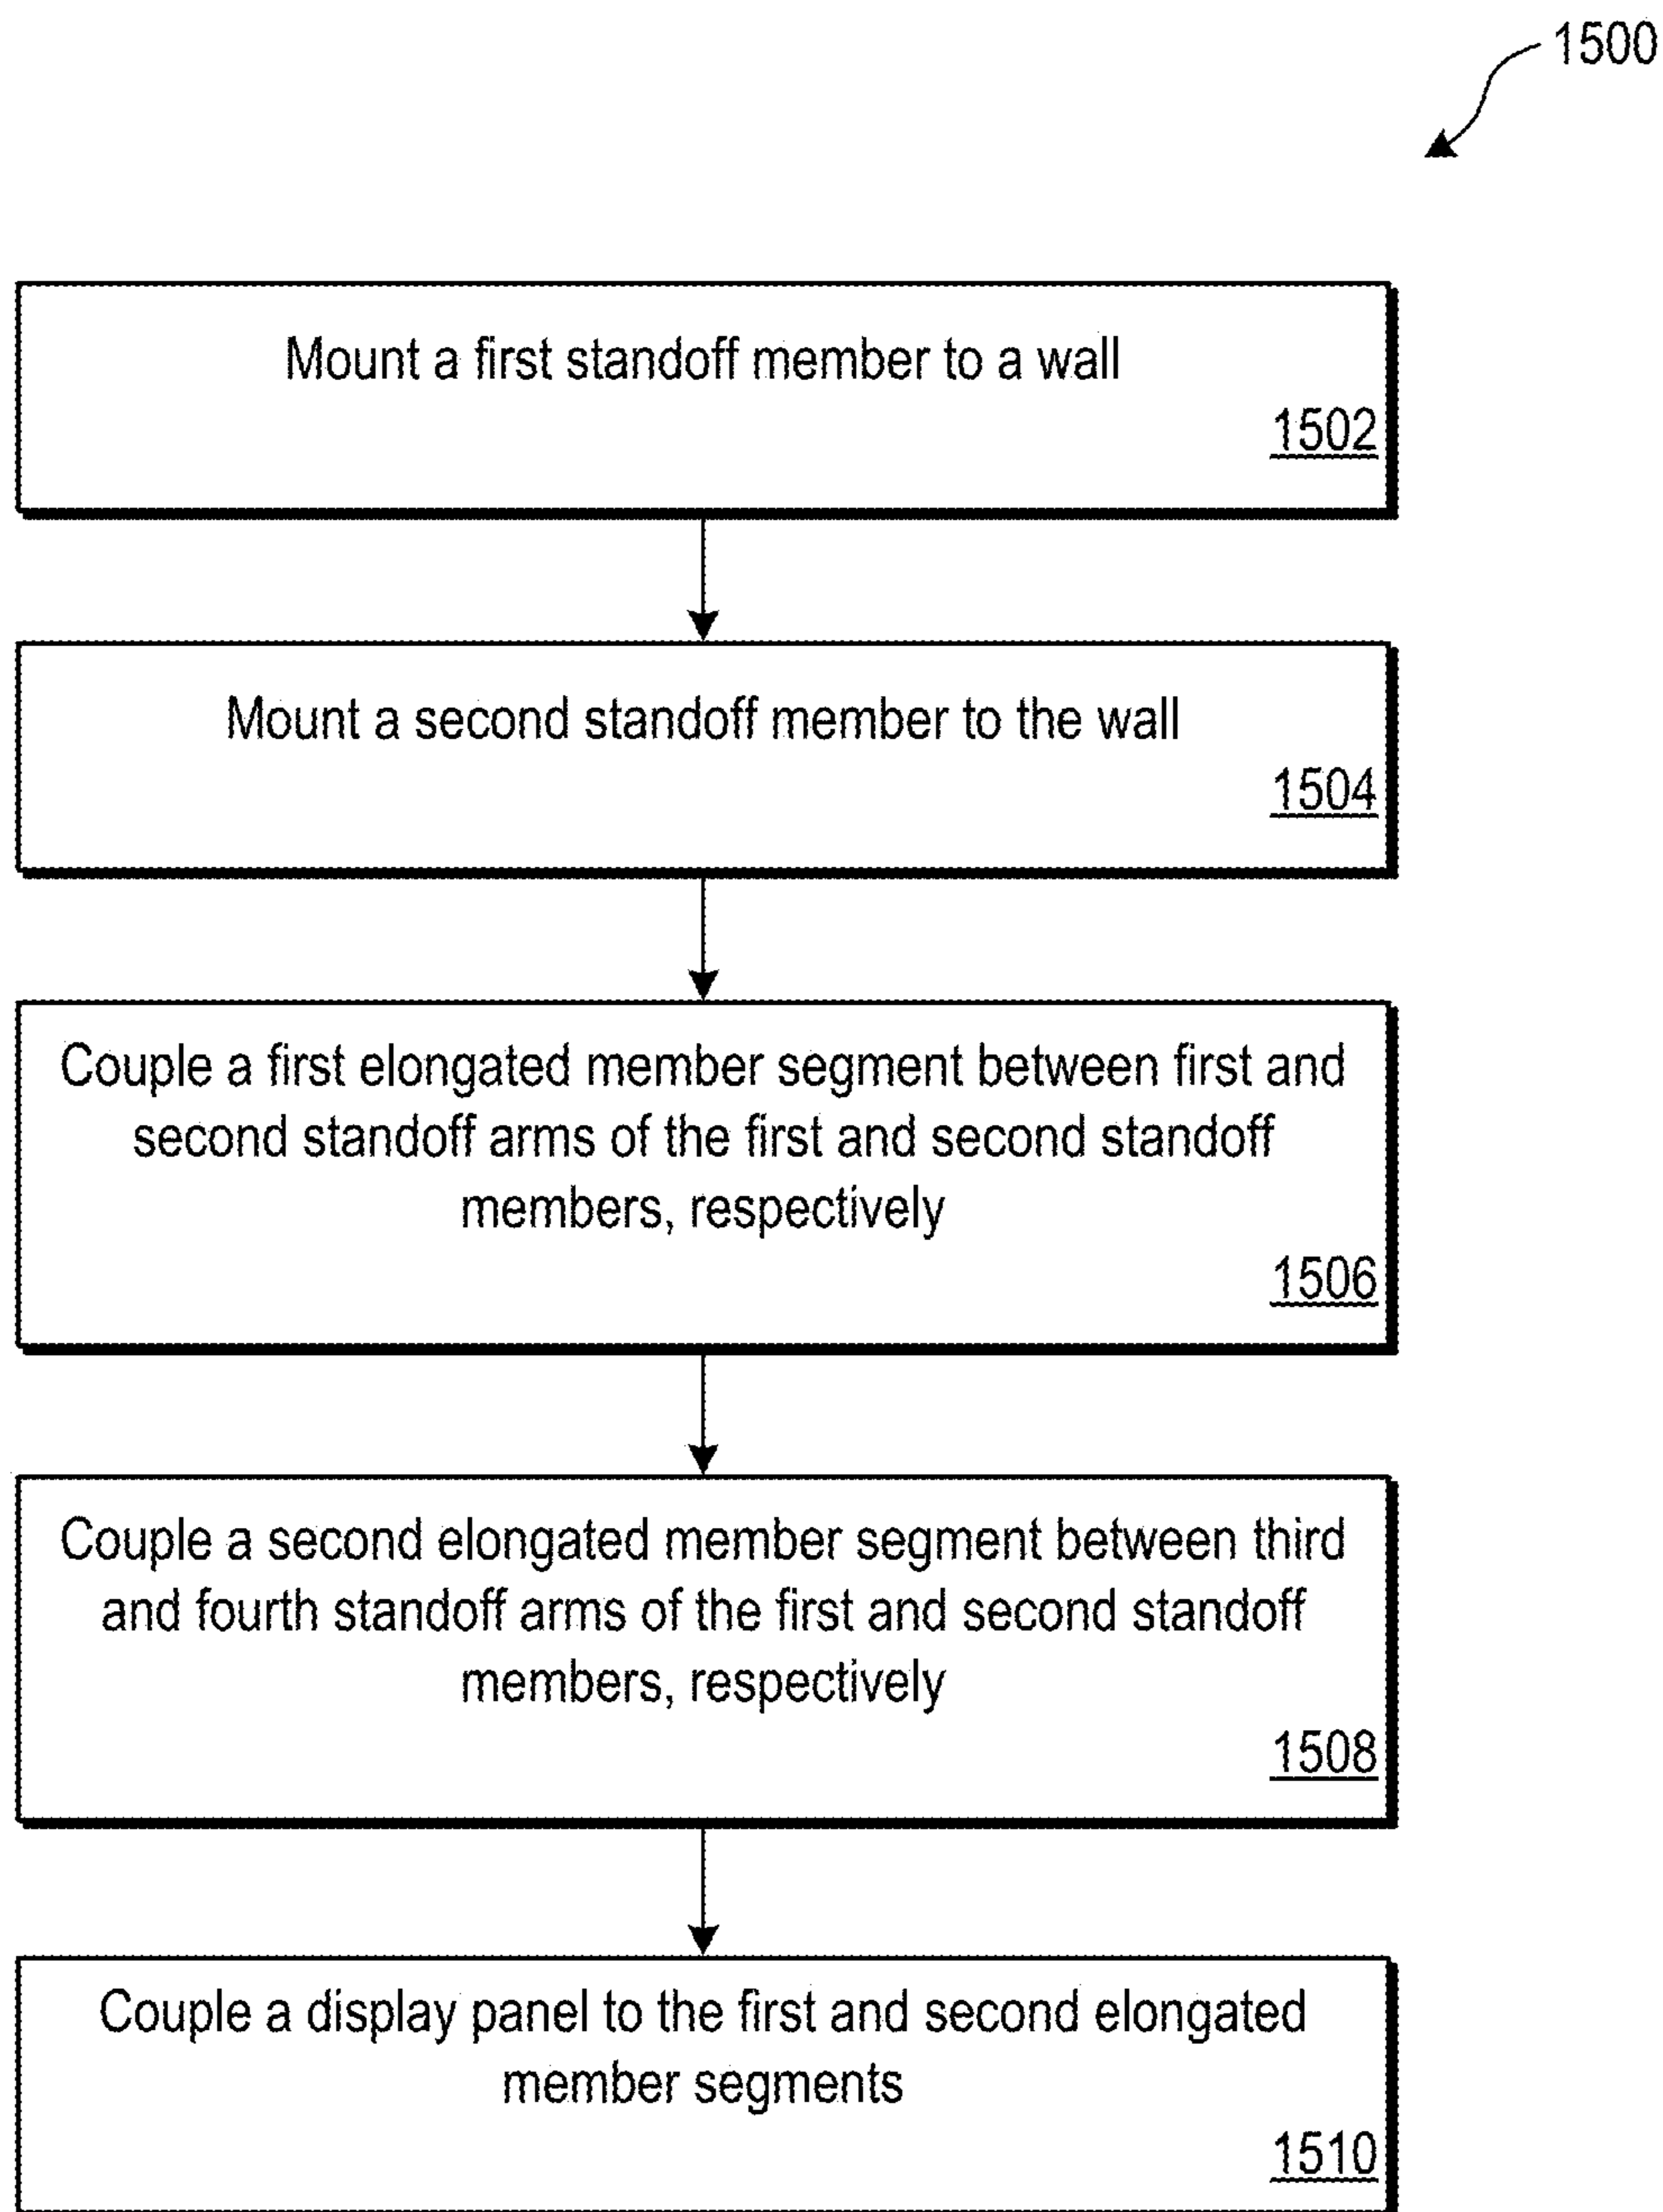 1500
Mount a first standoff member to a wall
1502
Mount a second standoff member to the wall
1504
Couple a first elongated member segment between first and
second standoff arms of the first and second standoff
members, respectively
1506
Couple a second elongated member segment between third
and fourth standoff arms of the first and second standoff
members, respectively
1508
Couple a display panel to the first and second elongated
member segments
1510